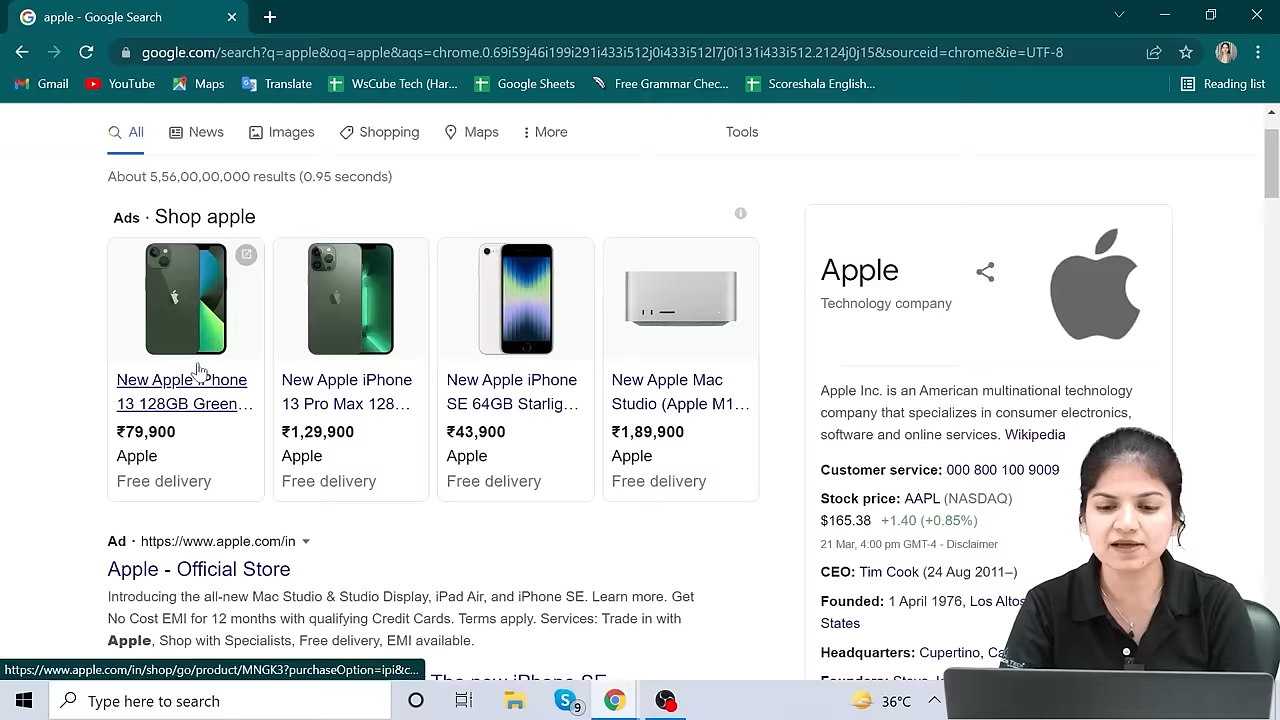 apple - Google Search
google.com/search?q=apple&oq=apple&aqs=chrome.0.69i59j46i199i291i433i512j0i433i512l7j0i131i433i512.2124j0j15&sourceid=chrome&ie=UTF-8
Gmail YouTube Maps Translate WsCube Tech (Har... Google Sheets Free Grammar Chec... Scoreshala English... Reading list
All News Images Shopping Maps More Tools
About 5,56,00,00,000 results (0.95 seconds)
Ads · Shop apple
New Apple iPhone
13 128GB Green...
₹79,900
Apple
Free delivery
New Apple iPhone
13 Pro Max 128...
₹1,29,900
Apple
Free delivery
New Apple iPhone
SE 64GB Starlig...
₹43,900
Apple
Free delivery
New Apple Mac
Studio (Apple M1...
₹1,89,900
Apple
Free delivery
Ad · https://www.apple.com/in
Apple - Official Store
Introducing the all-new Mac Studio & Studio Display, iPad Air, and iPhone SE. Learn more. Get
No Cost EMI for 12 months with qualifying Credit Cards. Terms apply. Services: Trade in with
Apple, Shop with Specialists, Free delivery, EMI available.
The new iPhone SE
Apple
Technology company
Apple Inc. is an American multinational technology
company that specializes in consumer electronics,
software and online services. Wikipedia
Customer service: 000 800 100 9009
Stock price: AAPL (NASDAQ)
$165.38 +1.40 (+0.85%)
21 Mar, 4:00 pm GMT-4 - Disclaimer
CEO: Tim Cook (24 Aug 2011–)
Founded: 1 April 1976, Los Altos
States
Headquarters: Cupertino, Ca
https://www.apple.com/in/shop/go/product/MNGK3?purchaseOption=ipi&c...
Type here to search
9
36°C